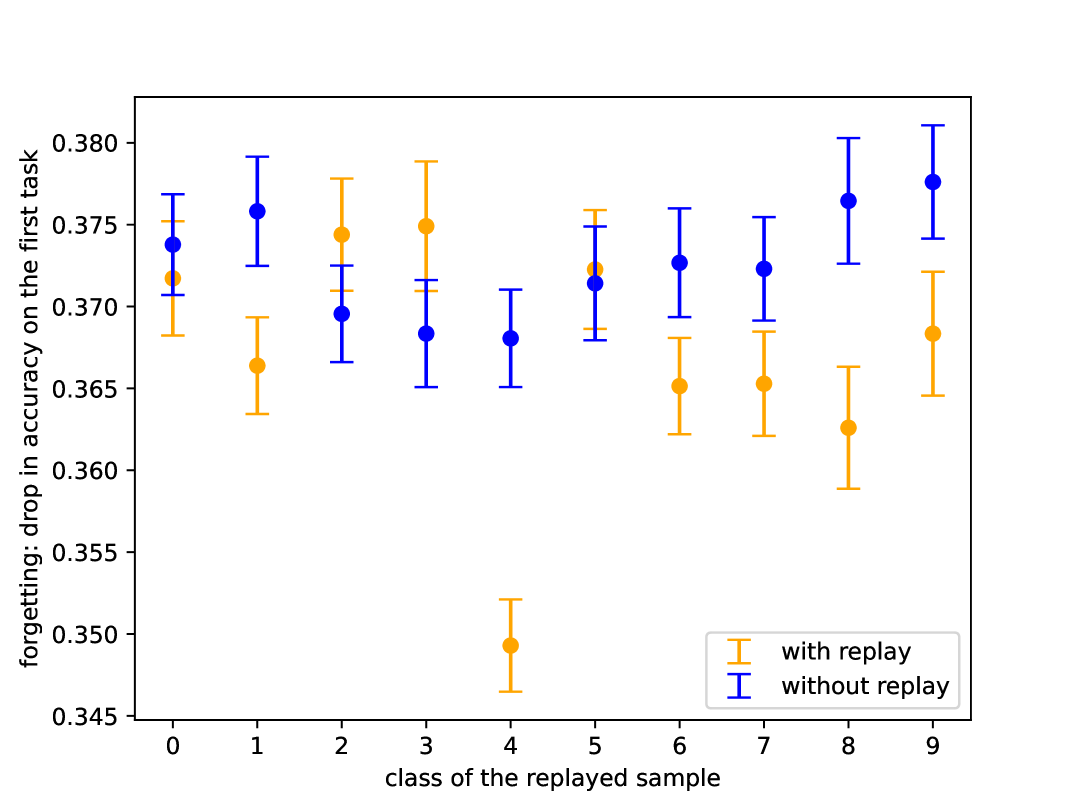 forgetting: drop in accuracy on the first task
0.380
0.375
0.370
0.365
0.360
0.355
0.350
0.345
with replay
without replay
0 1 2 3 4 5 6 7 8 9
class of the replayed sample